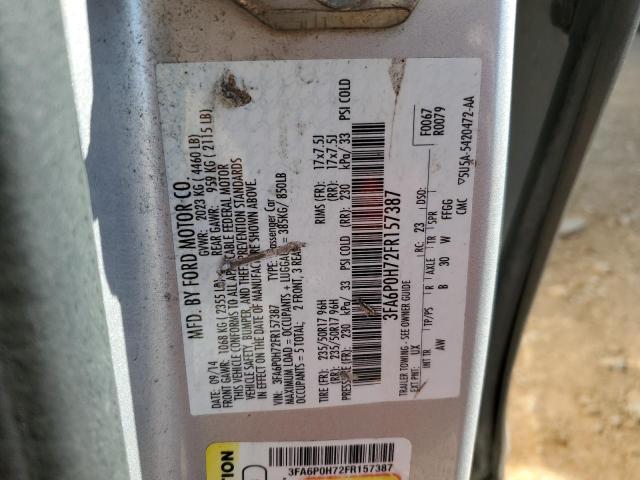 MFD. BY FORD MOTOR CO.
DATE: 09/14 GVWR: 2023 KG ( 4460 LB)
FRONT GAWR: 1068 KG ( 2355 LB) REAR GAWR: 959 KG ( 2115 LB)
THIS VEHICLE CONFORMS TO ALL APPLICABLE FEDERAL MOTOR
VEHICLE SAFETY, BUMPER, AND THEFT PREVENTION STANDARDS
IN EFFECT ON THE DATE OF MANUFACTURE SHOWN ABOVE.
VIN: 3FA6P0H72FR157387 TYPE: Passenger Car
MAXIMUM LOAD = OCCUPANTS + LUGGAGE = 385KG/ 850LB
OCCUPANTS = 5 TOTAL; 2 FRONT, 3 REAR
TIRE (FR): 235/50R17 96H RIMS (FR): 17x7.5J
(RR): 235/50R17 96H (RR): 17x7.5J
PRESSURE (FR): 230 kPa/ 33 PSI COLD (RR): 230 kPa/ 33 PSI COLD
3FA6P0H72FR157387
TRAILER TOWING - SEE OWNER GUIDE F0067
R0079
EXT PNT: UX RC: 23 DSO:
INT TR TP/PS R AXLE TR SPR
AW B 30 W FFGG
CMC ▽5U5A-5420472-AA
3FA6P0H72FR157387